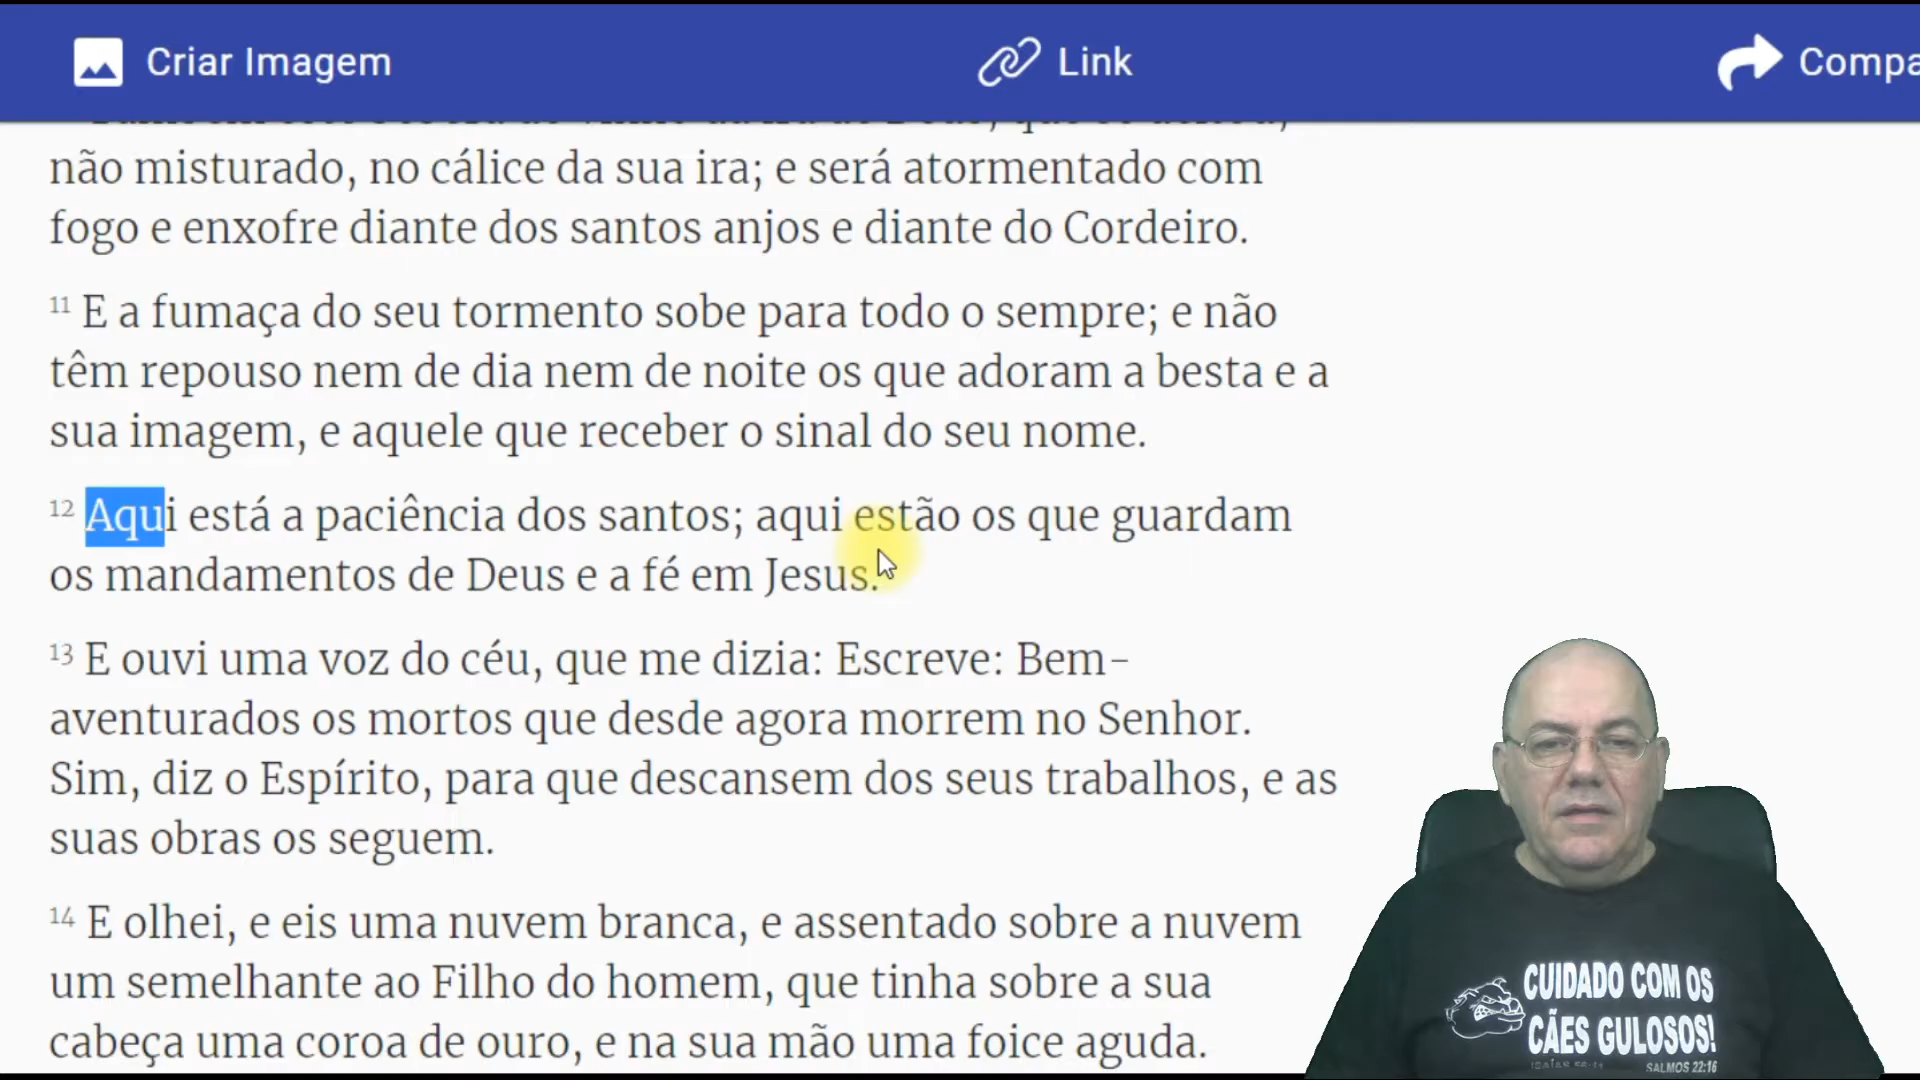 Criar Imagem
Link
Compa
não misturado, no cálice da sua ira; e será atormentado com
fogo e enxofre diante dos santos anjos e diante do Cordeiro.
11 E a fumaça do seu tormento sobe para todo o sempre; e não
têm repouso nem de dia nem de noite os que adoram a besta e a
sua imagem, e aquele que receber o sinal do seu nome.
12 Aqui está a paciência dos santos; aqui estão os que guardam
os mandamentos de Deus e a fé em Jesus.
13 E ouvi uma voz do céu, que me dizia: Escreve: Bem-
aventurados os mortos que desde agora morrem no Senhor.
Sim, diz o Espírito, para que descansem dos seus trabalhos, e as
suas obras os seguem.
14 E olhei, e eis uma nuvem branca, e assentado sobre a nuvem
um semelhante ao Filho do homem, que tinha sobre a sua
cabeça uma coroa de ouro, e na sua mão uma foice aguda.
CUIDADO COM OS
CÃES GULOSOS!
SALMOS 22:16